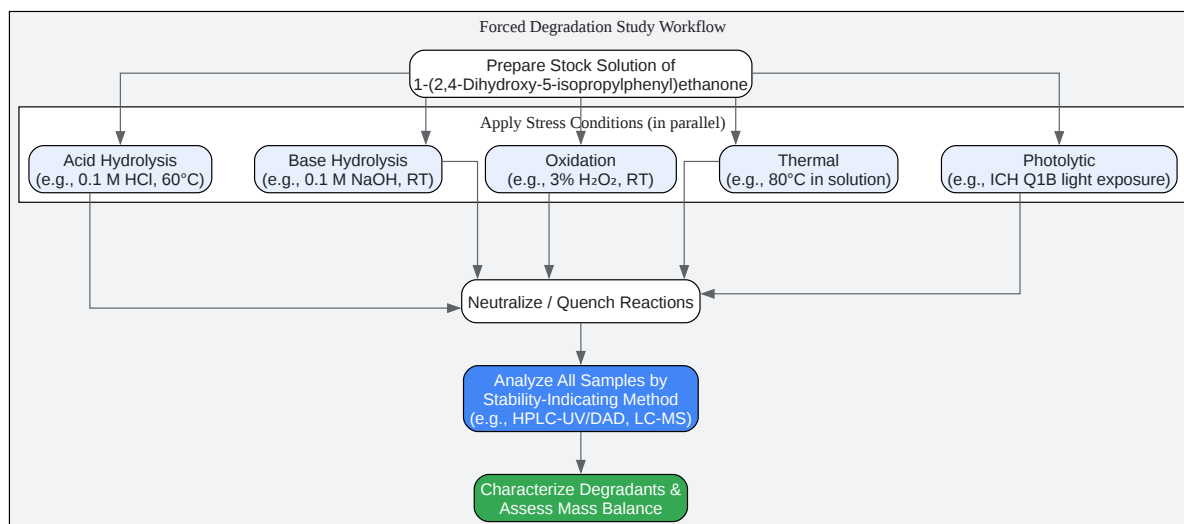 Forced Degradation Study Workflow
Prepare Stock Solution of
1-(2,4-Dihydroxy-5-isopropylphenyl)ethanone
Apply Stress Conditions (in parallel)
Acid Hydrolysis
(e.g., 0.1 M HCl, 60°C)
Base Hydrolysis
(e.g., 0.1 M NaOH, RT)
Oxidation
(e.g., 3% H₂O₂, RT)
Thermal
(e.g., 80°C in solution)
Photolytic
(e.g., ICH Q1B light exposure)
Neutralize / Quench Reactions
Analyze All Samples by
Stability-Indicating Method
(e.g., HPLC-UV/DAD, LC-MS)
Characterize Degradants &
Assess Mass Balance